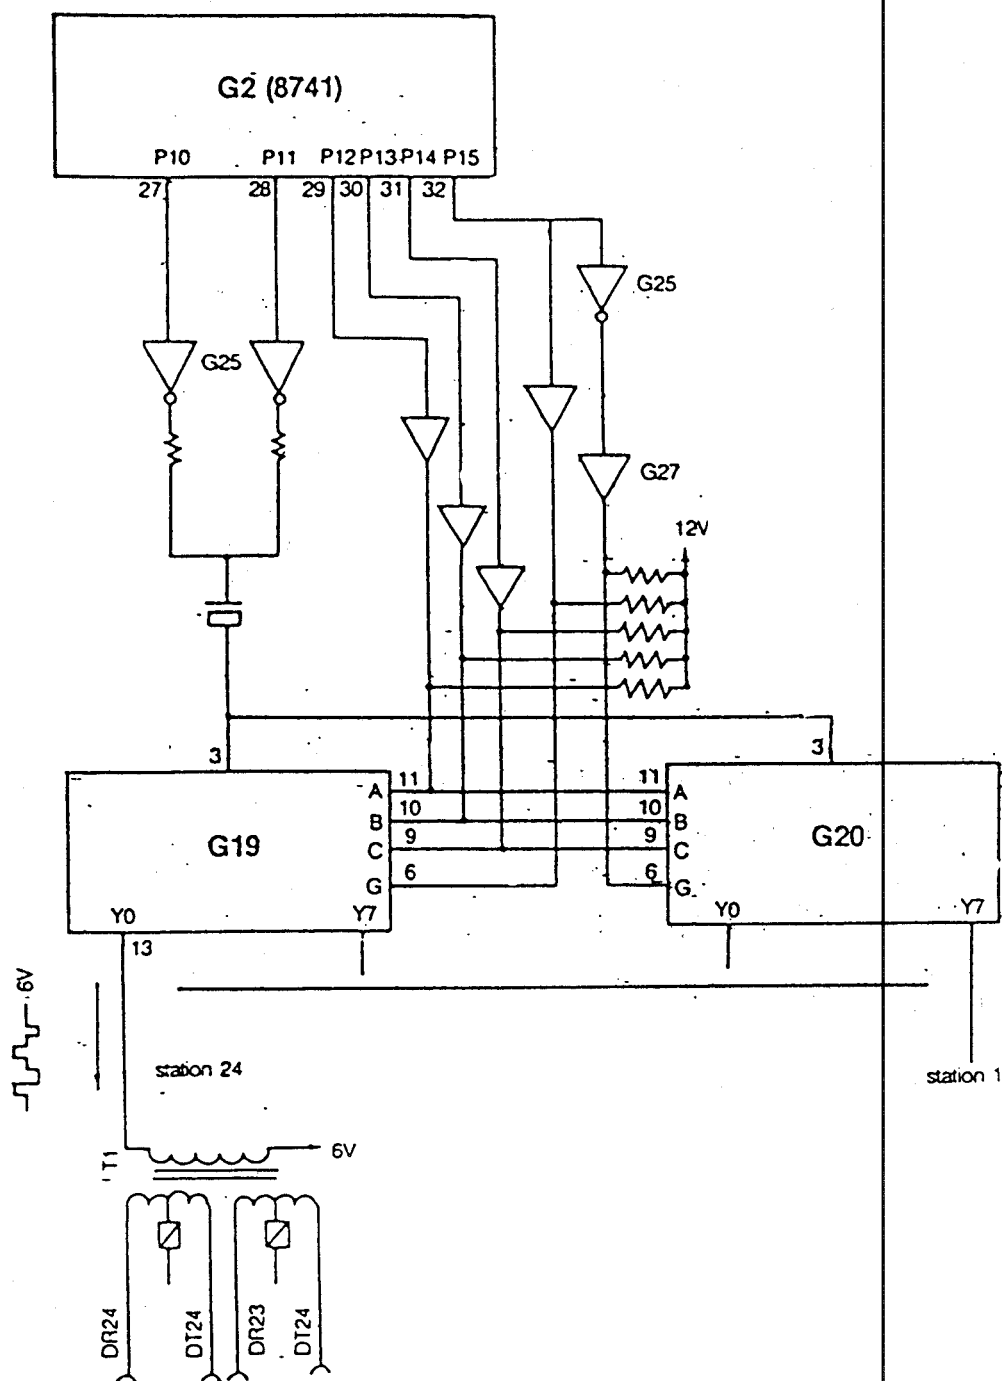 G2 (8741)
P10 P11 P12 P13 P14 P15
27 28 29 30 31 32
G25
G25
G27
12V
3
3
A 11
B 10
C 9
G 6
G19
Y0 Y7
13
11 A
10 B
9 C
6 G
G20
Y0 Y7
6V
station 24
station 1
T1
6V
DR24
DT24
DR23
DT24